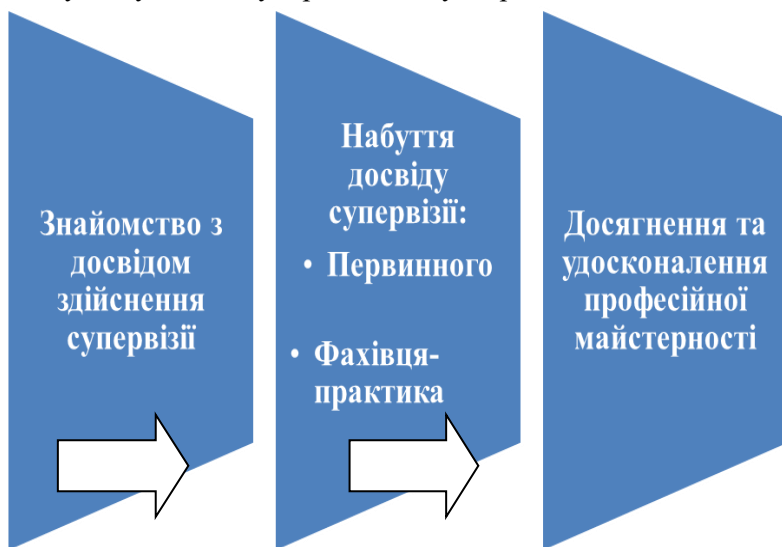 Знайомство з
досвідом
здійснення
супервізії
Набуття
досвіду
супервізії:
• Первинного
• Фахівця-
практика
Досягнення та
удосконалення
професійної
майстерності